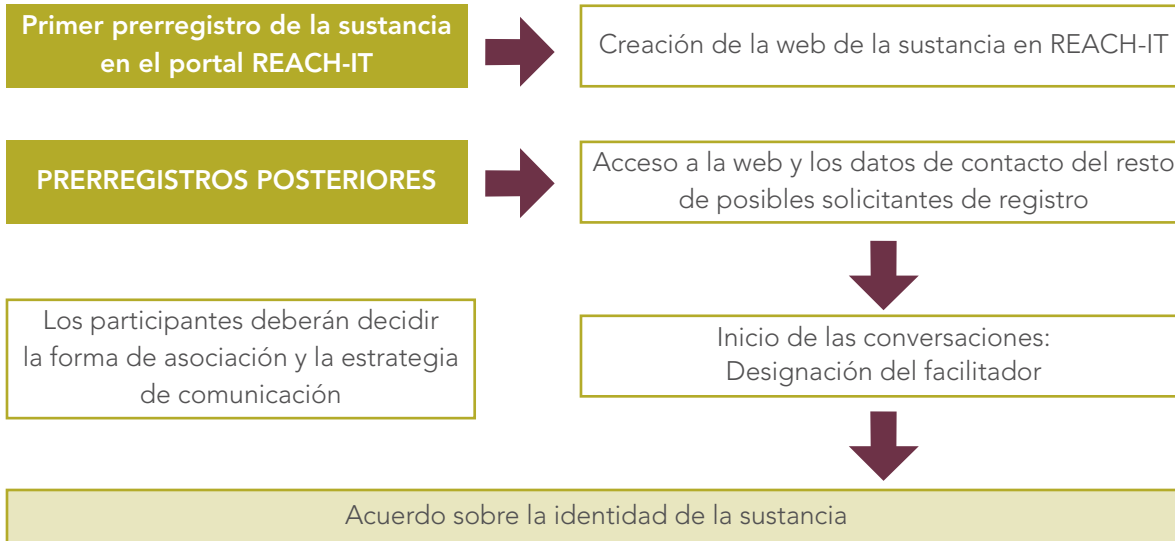 Primer prerregistro de la sustancia
en el portal REACH-IT
Creación de la web de la sustancia en REACH-IT
PRERREGISTROS POSTERIORES
Acceso a la web y los datos de contacto del resto
de posibles solicitantes de registro
Los participantes deberán decidir
la forma de asociación y la estrategia
de comunicación
Inicio de las conversaciones:
Designación del facilitador
Acuerdo sobre la identidad de la sustancia